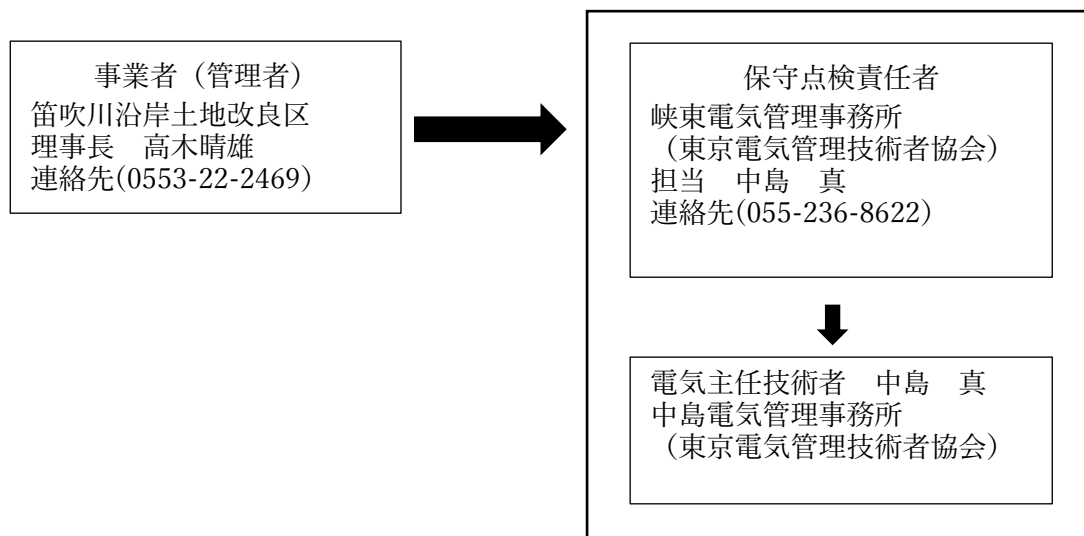 事業者（管理者）
笛吹川沿岸土地改良区
理事長　高木晴雄
連絡先(0553-22-2469)
保守点検責任者
峡東電気管理事務所
（東京電気管理技術者協会）
担当　中島　真
連絡先(055-236-8622)
電気主任技術者　中島　真
中島電気管理事務所
（東京電気管理技術者協会）